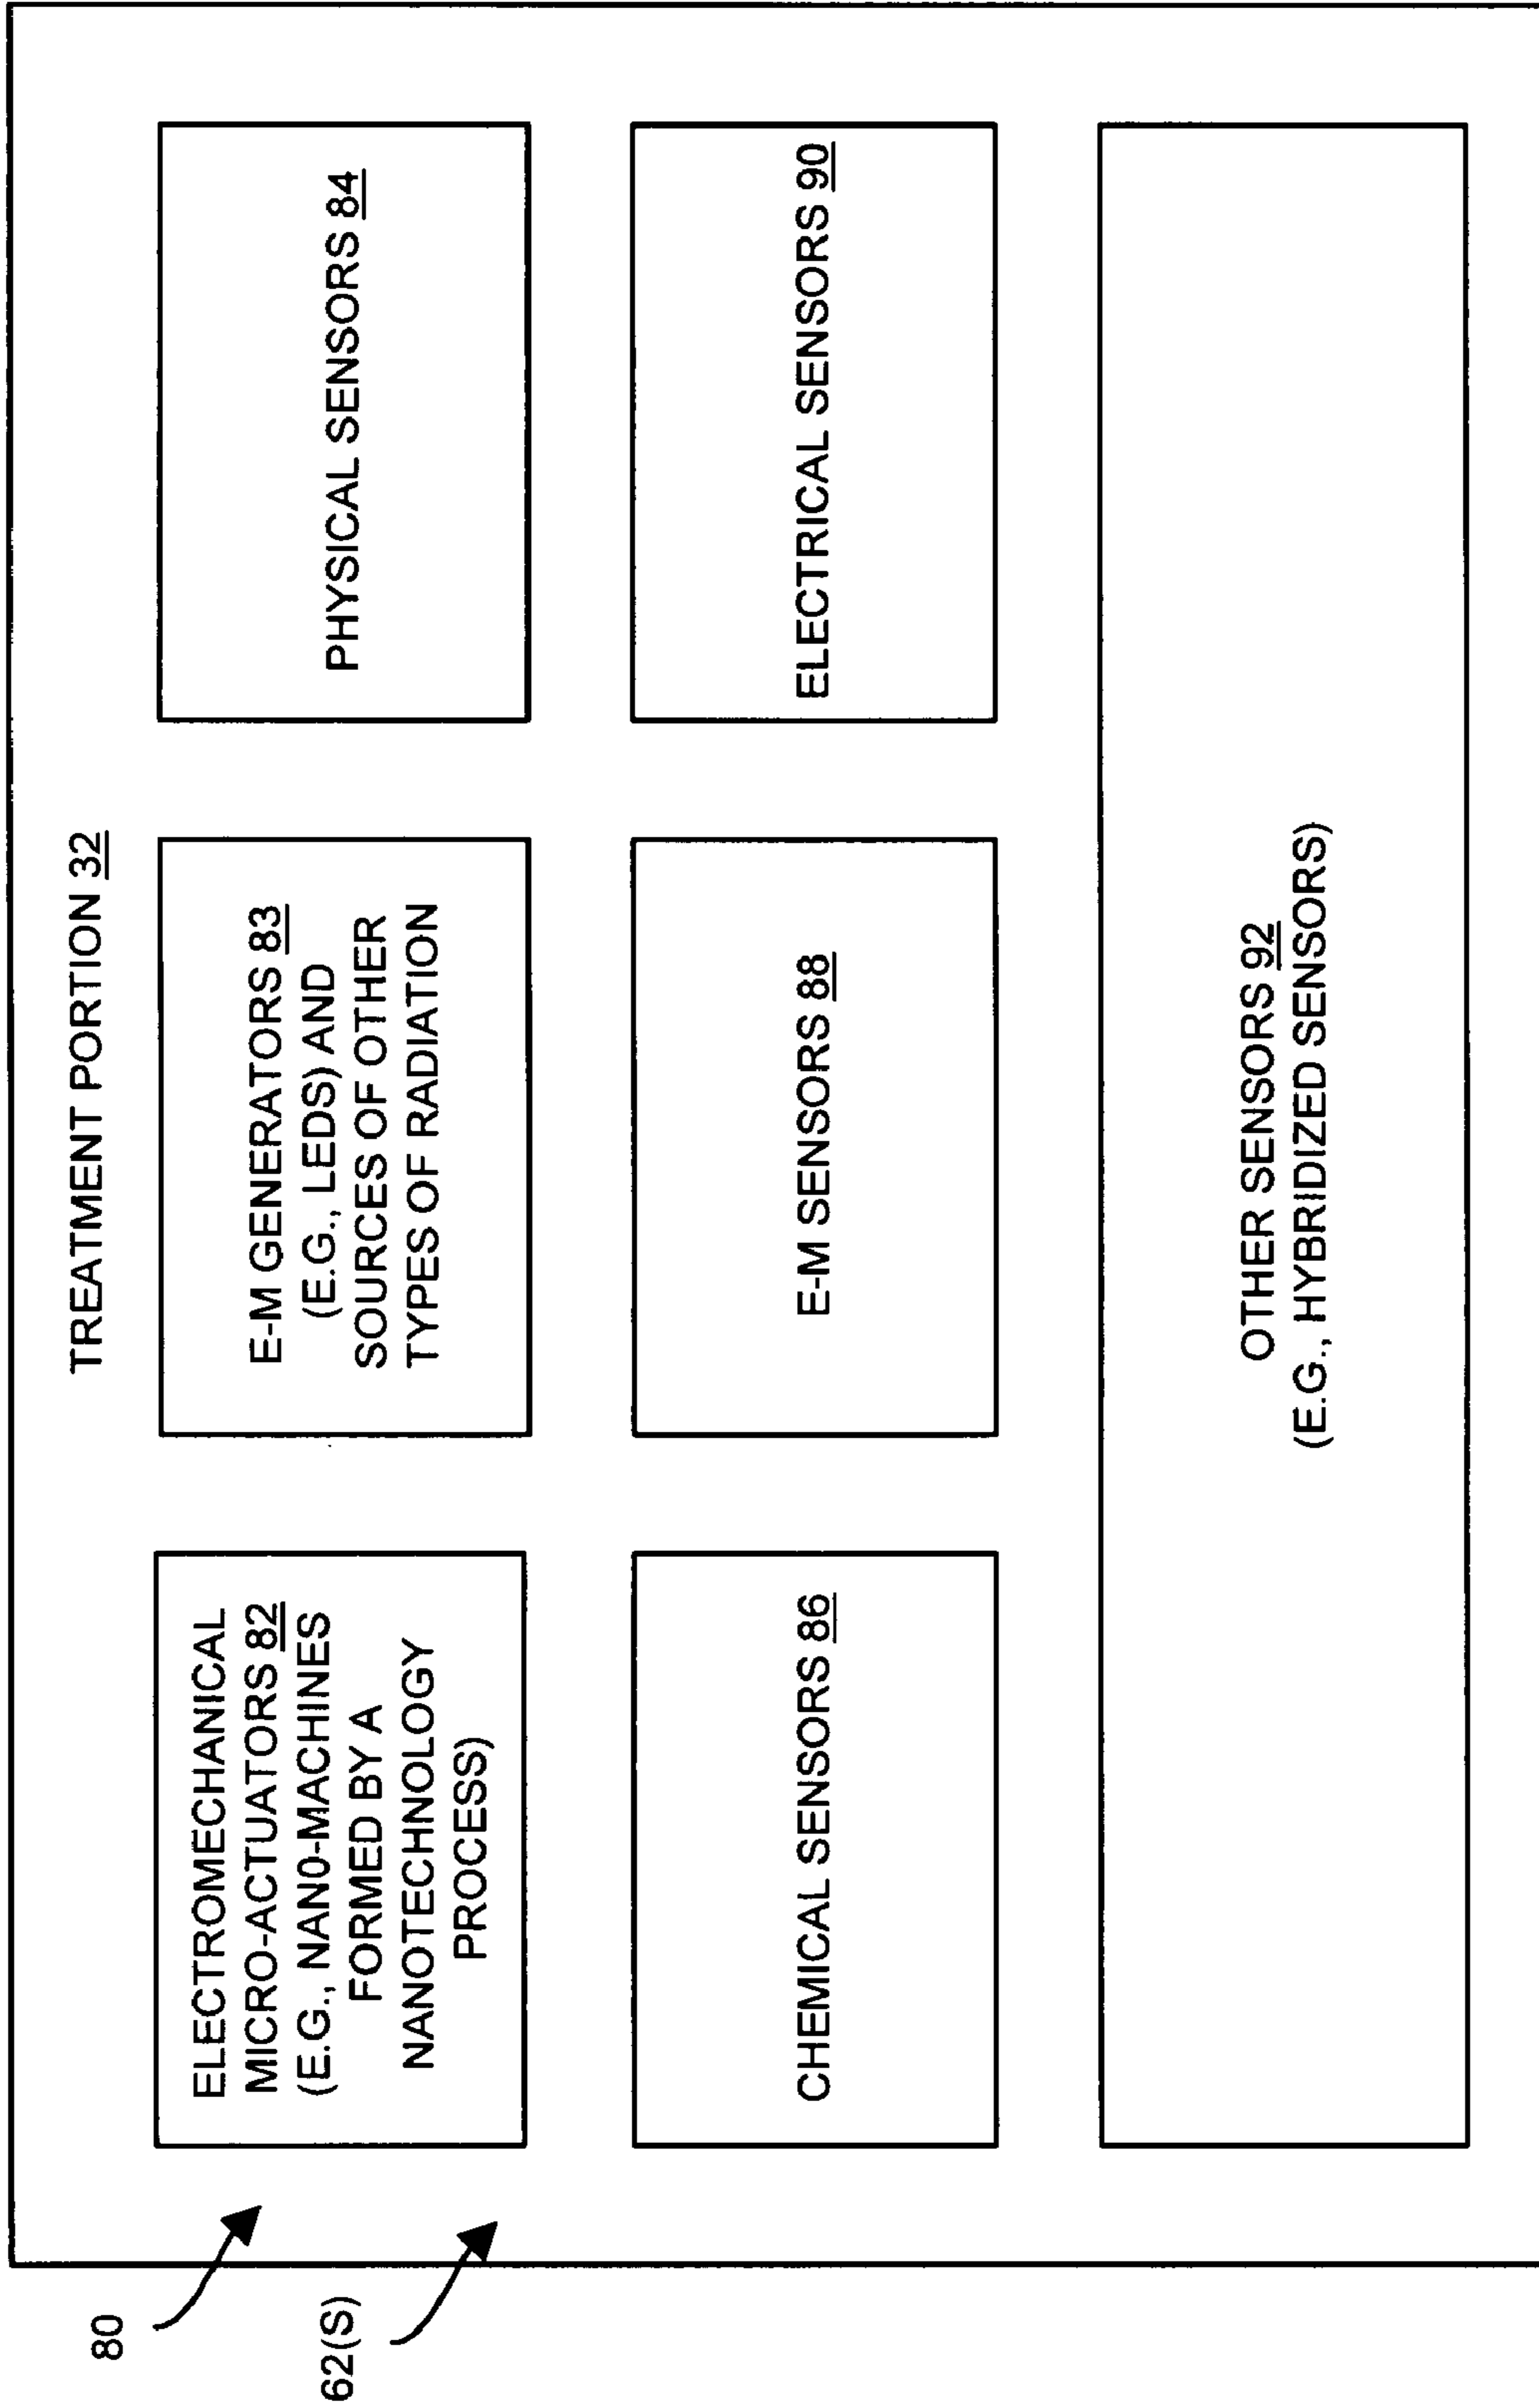 80
62(S)
TREATMENT PORTION 32
ELECTROMECHANICAL
MICRO-ACTUATORS 82
(E.G., NAN0-MACHINES
FORMED BY A
NANOTECHNOLOGY
PROCESS)
E-M GENERATORS 83
(E.G., LEDS) AND
SOURCES OF OTHER
TYPES OF RADIATION
PHYSICAL SENSORS 84
CHEMICAL SENSORS 86
E-M SENSORS 88
ELECTRICAL SENSORS 90
OTHER SENSORS 92
(E.G., HYBRIDIZED SENSORS)